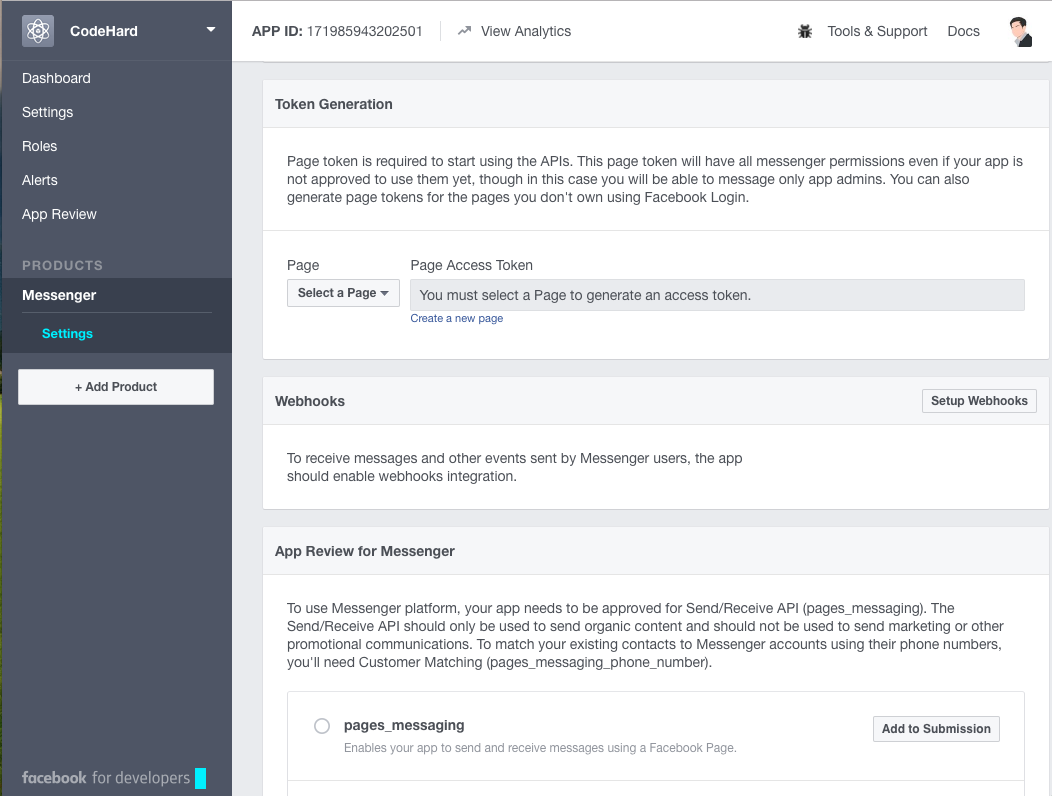 CodeHard
APP ID: 171985943202501
View Analytics
Tools & Support
Docs
Dashboard
Settings
Roles
Alerts
App Review
PRODUCTS
Messenger
Settings
+ Add Product
facebook for developers
Token Generation
Page token is required to start using the APIs. This page token will have all messenger permissions even if your app is
not approved to use them yet, though in this case you will be able to message only app admins. You can also
generate page tokens for the pages you don't own using Facebook Login.
Page
Page Access Token
Select a Page
You must select a Page to generate an access token.
Create a new page
Webhooks
Setup Webhooks
To receive messages and other events sent by Messenger users, the app
should enable webhooks integration.
App Review for Messenger
To use Messenger platform, your app needs to be approved for Send/Receive API (pages_messaging). The
Send/Receive API should only be used to send organic content and should not be used to send marketing or other
promotional communications. To match your existing contacts to Messenger accounts using their phone numbers,
you'll need Customer Matching (pages_messaging_phone_number).
pages_messaging
Add to Submission
Enables your app to send and receive messages using a Facebook Page.